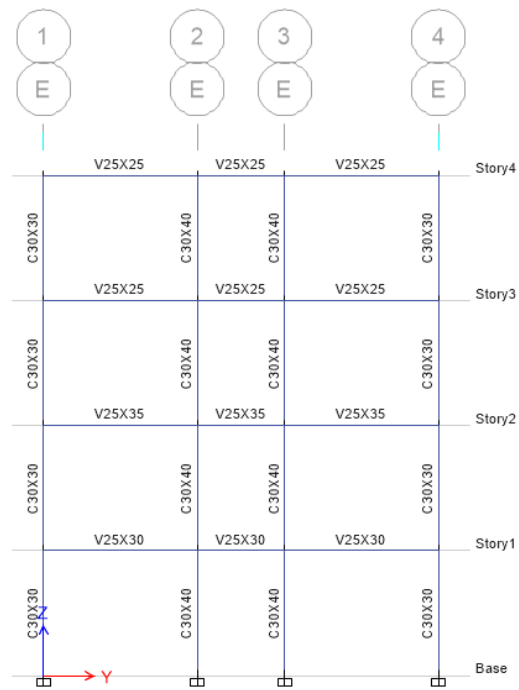 1 2 3 4
E E E E
V25X25 V25X25 V25X25 Story4
C30X30 C30X40 C30X40 C30X30
V25X25 V25X25 V25X25 Story3
C30X30 C30X40 C30X40 C30X30
V25X35 V25X35 V25X35 Story2
C30X30 C30X40 C30X40 C30X30
V25X30 V25X30 V25X30 Story1
C30X30 C30X40 C30X40 C30X30
Z
Y Base